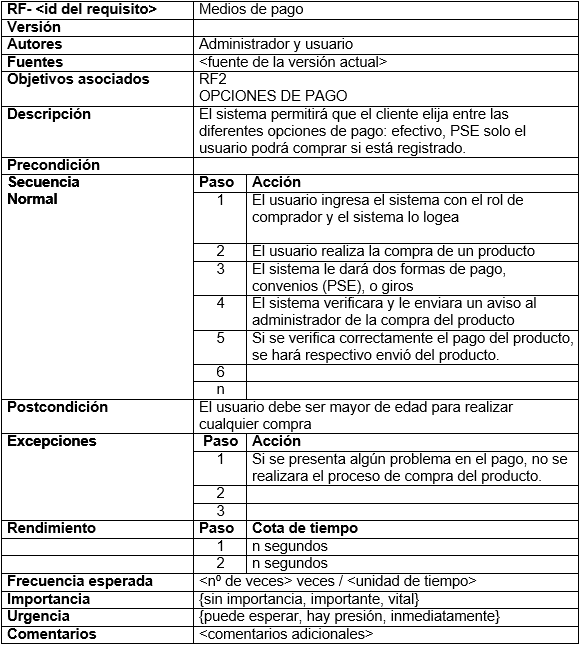 RF- <id del requisito> Medios de pago
Versión
Autores Administrador y usuario
Fuentes <fuente de la versión actual>
Objetivos asociados RF2
OPCIONES DE PAGO
Descripción El sistema permitirá que el cliente elija entre las
diferentes opciones de pago: efectivo, PSE solo el
usuario podrá comprar si está registrado.
Precondición
Secuencia Paso Acción
Normal 1 El usuario ingresa el sistema con el rol de
comprador y el sistema lo logea
2 El usuario realiza la compra de un producto
3 El sistema le dará dos formas de pago,
convenios (PSE), o giros
4 El sistema verificara y le enviara un aviso al
administrador de la compra del producto
5 Si se verifica correctamente el pago del producto,
se hará respectivo envió del producto.
6
n
Postcondición El usuario debe ser mayor de edad para realizar
cualquier compra
Excepciones Paso Acción
1 Si se presenta algún problema en el pago, no se
realizara el proceso de compra del producto.
2
3
Rendimiento Paso Cota de tiempo
1 n segundos
2 n segundos
Frecuencia esperada <nº de veces> veces / <unidad de tiempo>
Importancia {sin importancia, importante, vital}
Urgencia {puede esperar, hay presión, inmediatamente}
Comentarios <comentarios adicionales>